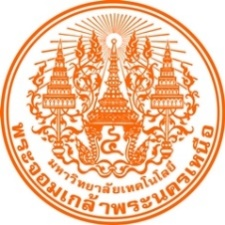 ๔
มหาวิทยาลัยเทคโนโลยี
พระจอมเกล้าพระนครเหนือ